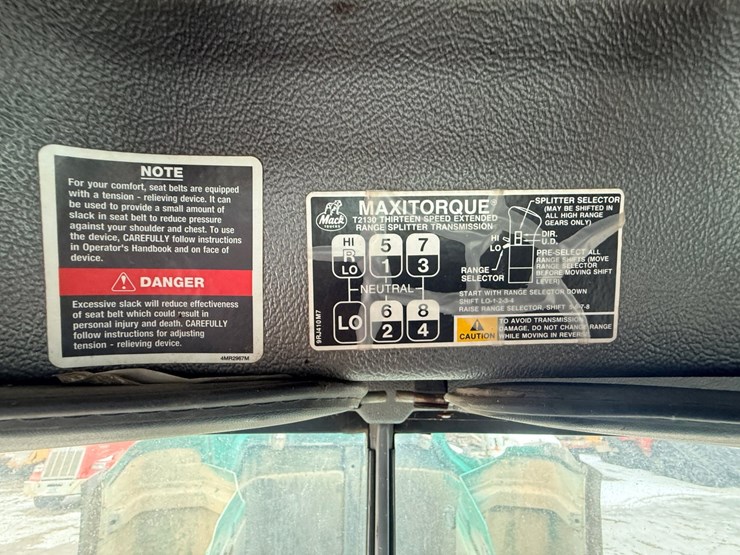 NOTE
For your comfort, seat belts are equipped
with a tension - relieving device. It can
be used to provide a small amount of
slack in seat belt to reduce pressure
against your shoulder and chest. To use
the device, CAREFULLY follow instructions
in Operator's Handbook and on face of
device.
DANGER
Excessive slack will reduce effectiveness
of seat belt which could result in
personal injury and death. CAREFULLY
follow instructions for adjusting
tension - relieving device.
4MR2967M
Mack
TRUCKS
MAXITORQUE
T2130 THIRTEEN SPEED EXTENDED
RANGE SPLITTER TRANSMISSION
HI
R
LO
5
1
7
3
NEUTRAL
LO
6
2
8
4
9RJ410M7
SPLITTER SELECTOR
(MAY BE SHIFTED IN
ALL HIGH RANGE
GEARS ONLY)
HI
LO
DIR.
U.D.
RANGE
SELECTOR
PRE-SELECT ALL
RANGE SHIFTS (MOVE
RANGE SELECTOR
BEFORE MOVING SHIFT
LEVER)
START WITH RANGE SELECTOR DOWN
SHIFT LO-1-2-3-4
RAISE RANGE SELECTOR, SHIFT 5-6-7-8
CAUTION
TO AVOID TRANSMISSION
DAMAGE, DO NOT CHANGE RANGE
WHILE MOVING IN REVERSE